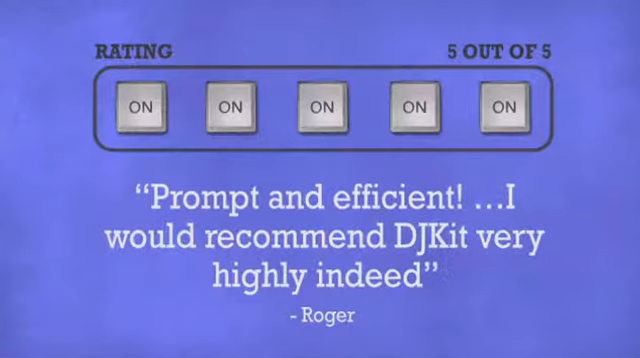 RATING 5 OUT OF 5
ON ON ON ON ON
“Prompt and efficient! ...I
would recommend DJKit very
highly indeed”
- Roger